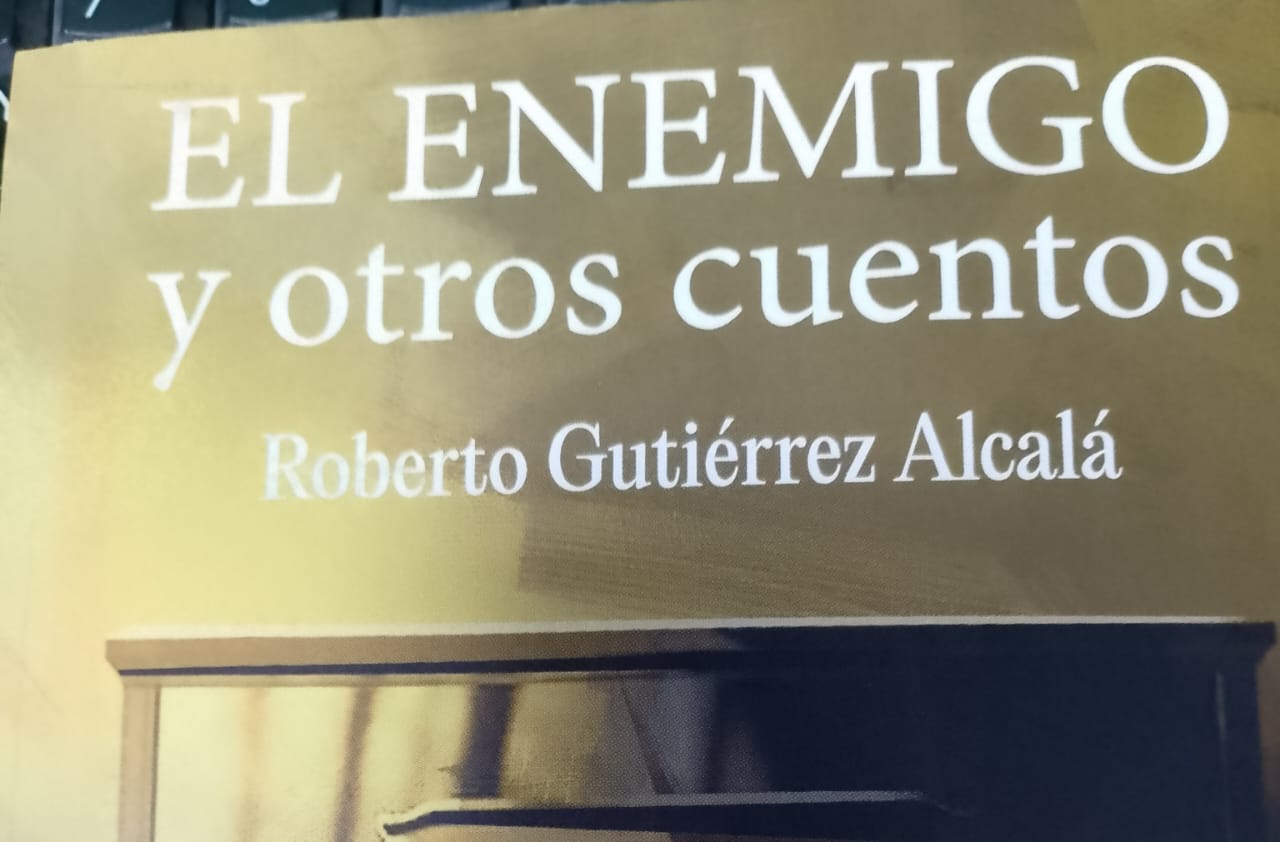 EL ENEMIGO
y otros cuentos
Roberto Gutiérrez Alcalá